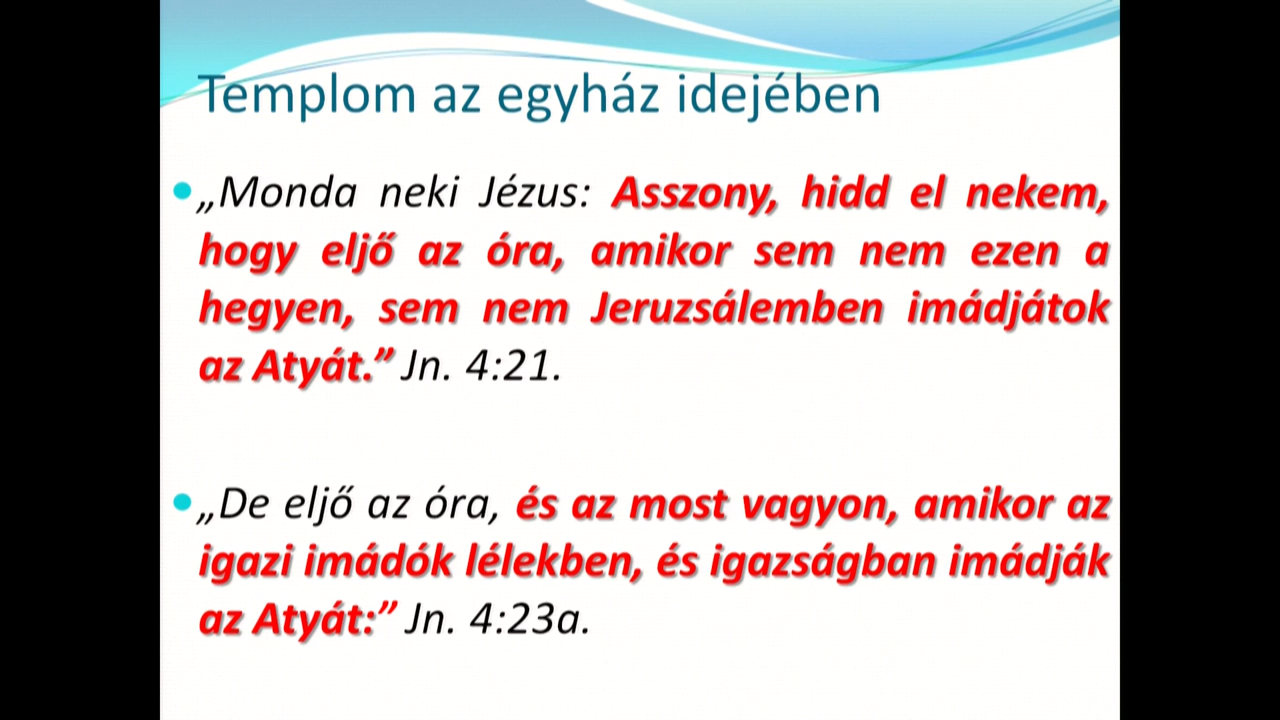 Templom az egyház idejében
• „Monda neki Jézus: Asszony, hidd el nekem,
hogy eljő az óra, amikor sem nem ezen a
hegyen, sem nem Jeruzsálemben imádjátok
az Atyát.” Jn. 4:21.
• „De eljő az óra, és az most vagyon, amikor az
igazi imádók lélekben, és igazságban imádják
az Atyát:” Jn. 4:23a.